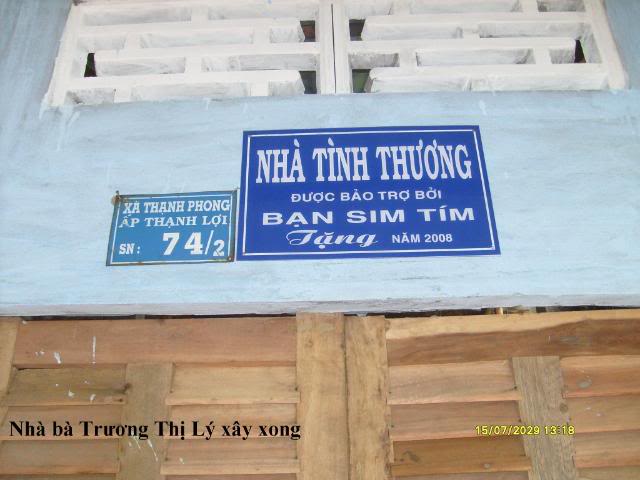 NHÀ TÌNH THƯƠNG
ĐƯỢC BẢO TRỢ BỞI
BẠN SIM TÍM
Tặng NĂM 2008
XÃ THẠNH PHONG
ẤP THẠNH LỢI
SN: 74/2
Nhà bà Trương Thị Lý xây xong
15/07/2029 13:18